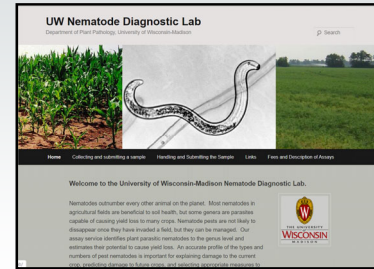 UW Nematode Diagnostic Lab
Department of Plant Pathology, University of Wisconsin-Madison
Search
Home Collecting and submitting a sample Handling and Submitting the Sample Links Fees and Description of Assays
Welcome to the University of Wisconsin-Madison Nematode Diagnostic Lab.
Nematodes outnumber every other animal on the planet. Most nematodes in
agricultural fields are beneficial to soil health, but some genera are parasites
capable of causing yield loss to many crops. Nematode pests are not likely to
dissappear once they have invaded a field, but they can be managed. Our
assay service identifies plant parasitic nematodes to the genus level and
estimates their potential to cause yield loss. An accurate profile of the types and
numbers of pest nematodes is important for explaining damage to the current
crop, predicting damage to future crops, and selecting appropriate measures to
W
THE UNIVERSITY
WISCONSIN
MADISON